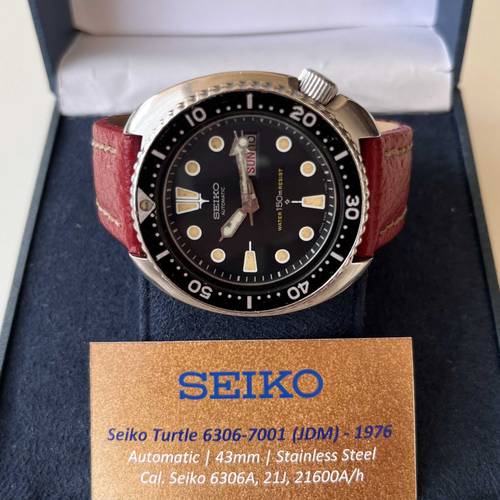 10
20
30
40
50
SUN 10
SEIKO
AUTOMATIC
WATER 150m RESIST
SEIKO
Seiko Turtle 6306-7001 (JDM) - 1976
Automatic | 43mm | Stainless Steel
Cal. Seiko 6306A, 21J, 21600A/h